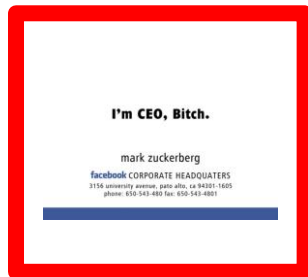 I'm CEO, Bitch.
mark zuckerberg
facebook CORPORATE HEADQUATERS
3156 university avenue, pato alto, ca 94301-1605
phone: 650-543-480 fax: 650-543-4801